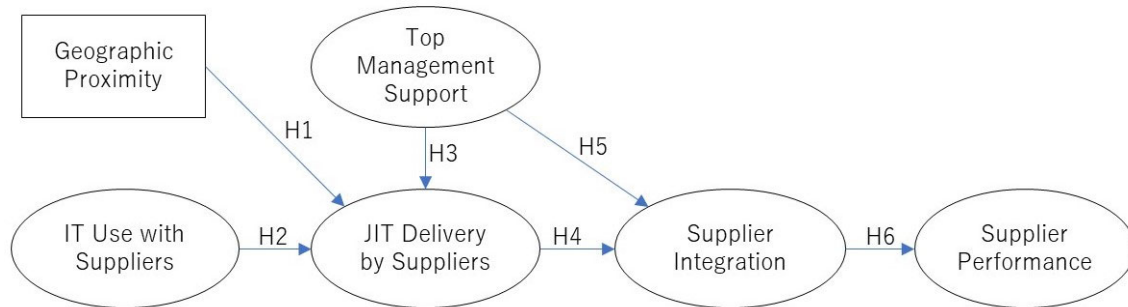 Geographic
Proximity
Top
Management
Support
H1
H3
H5
IT Use with
Suppliers
H2
JIT Delivery
by Suppliers
H4
Supplier
Integration
H6
Supplier
Performance